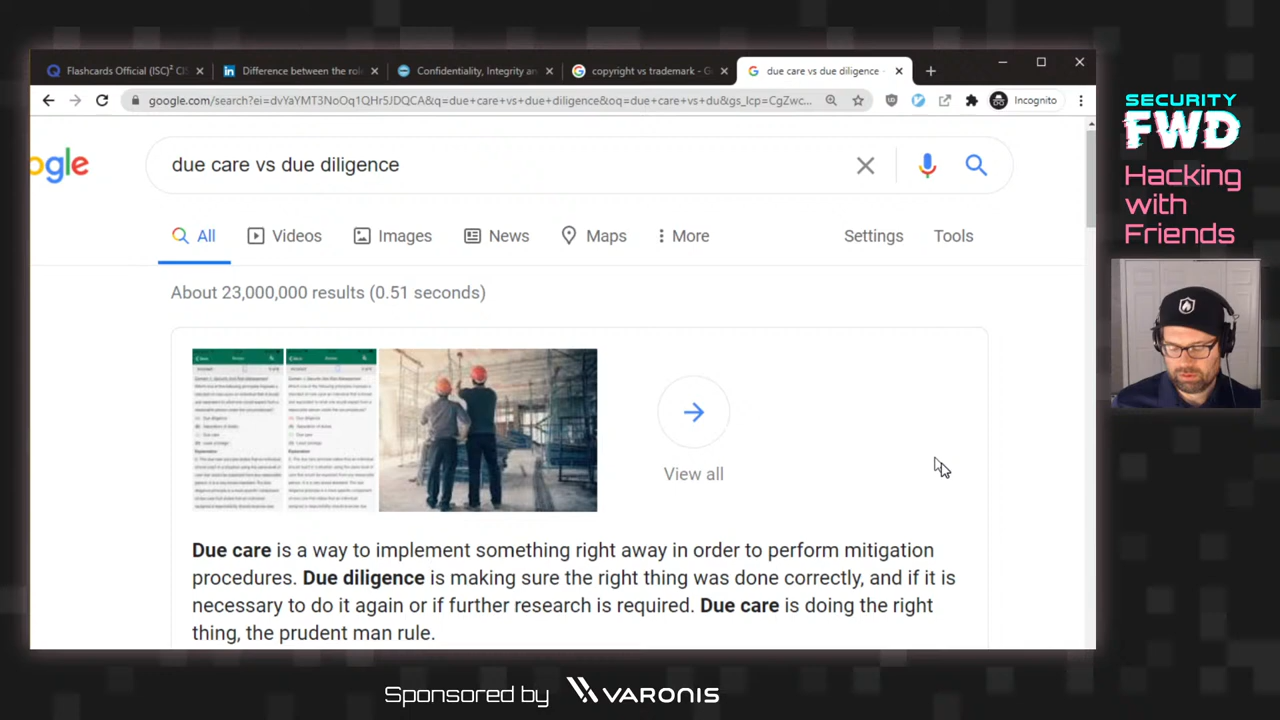 Flashcards Official (ISC)² CIS
Difference between the rol
Confidentiality, Integrity an
copyright vs trademark - G
due care vs due diligence -
google.com/search?ei=dvYaYMT3NoOq1QHr5JDQCA&q=due+care+vs+due+diligence&oq=due+care+vs+du&gs_lcp=CgZwc...
Incognito
ogle
due care vs due diligence
All
Videos
Images
News
Maps
More
Settings
Tools
About 23,000,000 results (0.51 seconds)
View all
Due care is a way to implement something right away in order to perform mitigation
procedures. Due diligence is making sure the right thing was done correctly, and if it is
necessary to do it again or if further research is required. Due care is doing the right
thing, the prudent man rule.
SECURITY
FWD
Hacking
with
Friends
Sponsored by VARONIS